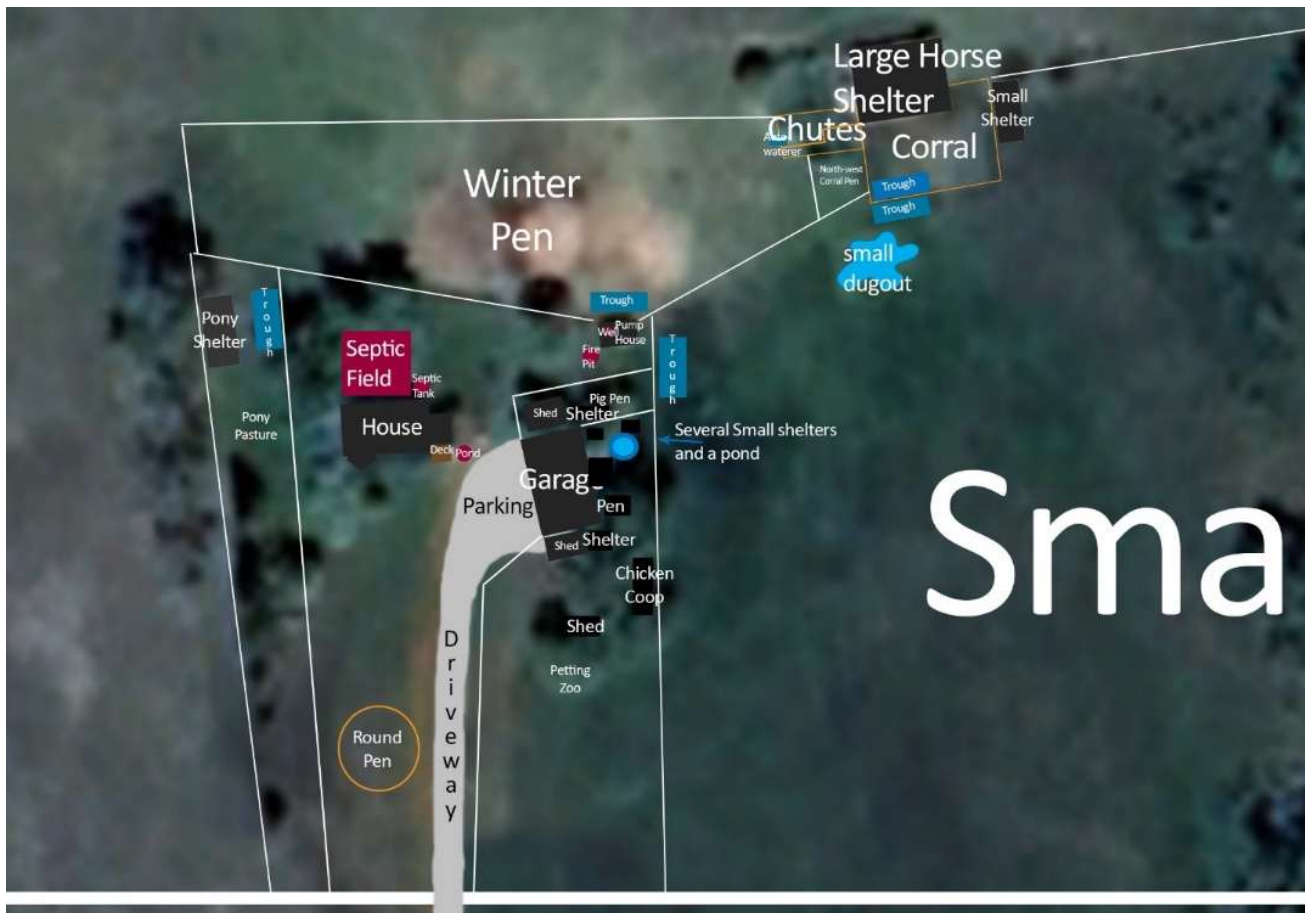 Large Horse
Shelter
Small
Shelter
Chutes
waterer
Corral
North-west
Corral Pen
Trough
Trough
Winter
Pen
small
dugout
Trough
Well
Pump
House
Fire
Pit
Trough
Pony
Shelter
Trough
Septic
Field
Septic
Tank
Pony
Pasture
House
Deck
Pond
Pig Pen
Shed
Shelter
Several Small shelters
and a pond
Garage
Parking
Pen
Shed
Shelter
Chicken
Coop
Shed
Petting
Zoo
Driveway
Round
Pen
Sma